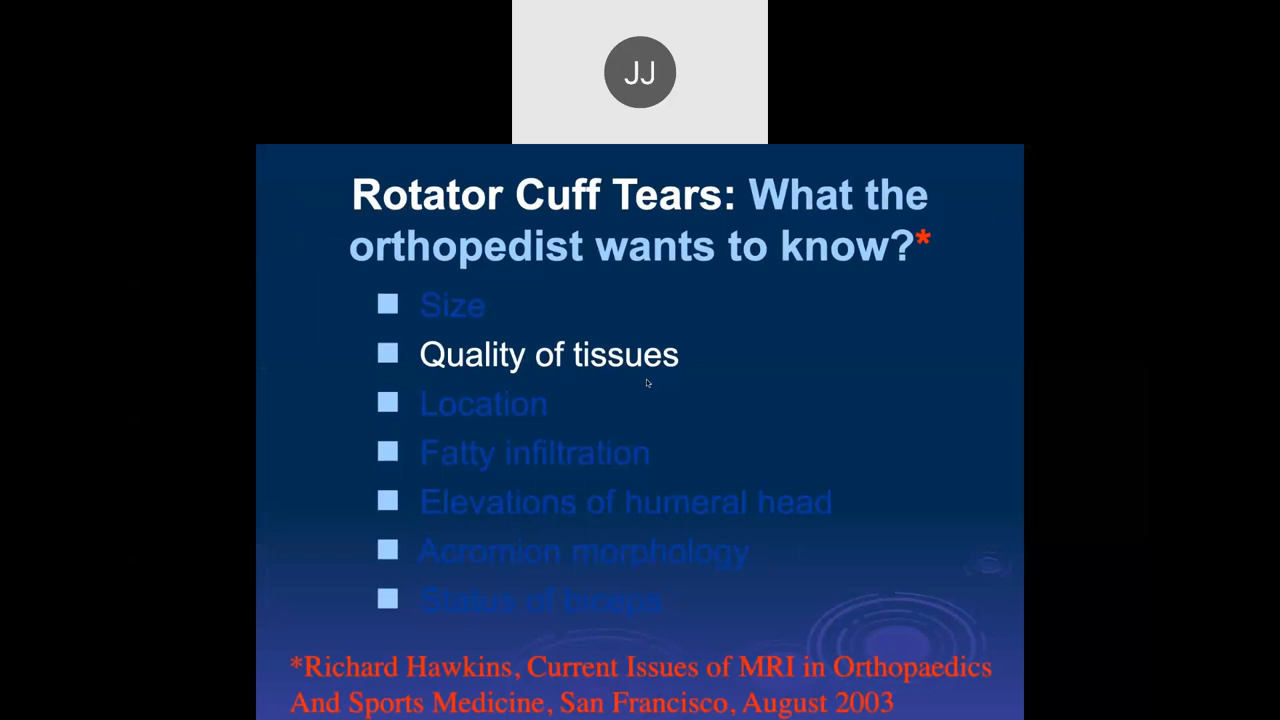 JJ
Rotator Cuff Tears: What the
orthopedist wants to know?*
Size
Quality of tissues
Location
Fatty infiltration
Elevations of humeral head
Acromion morphology
Status of biceps
*Richard Hawkins, Current Issues of MRI in Orthopaedics
And Sports Medicine, San Francisco, August 2003